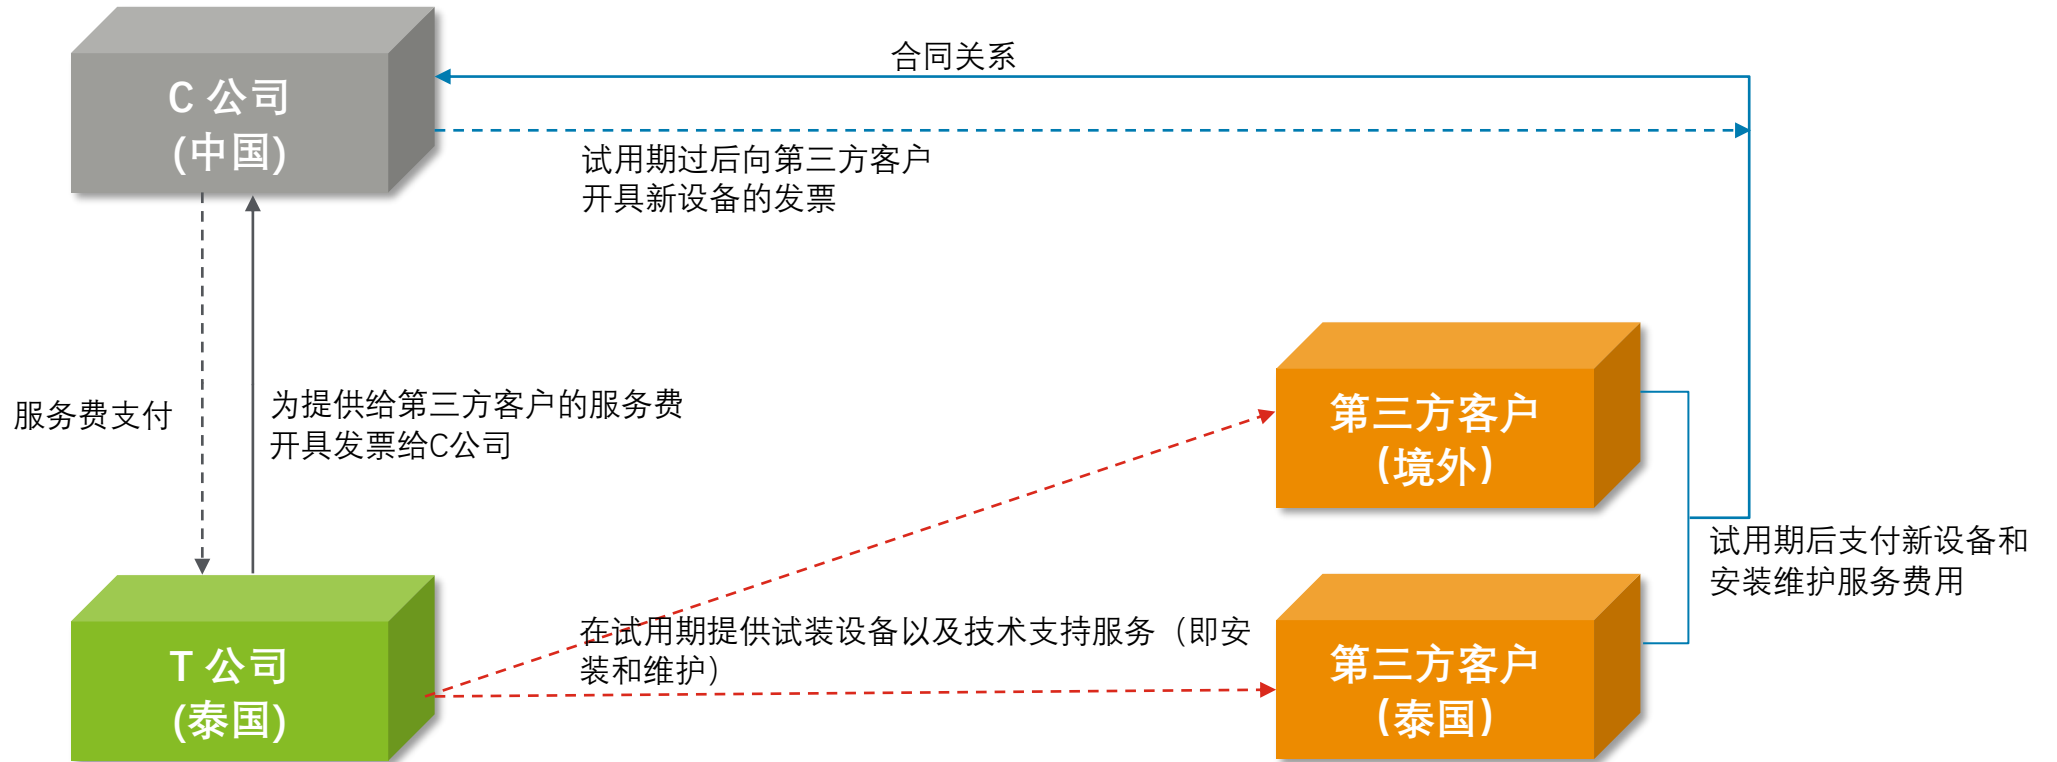 合同关系
C 公司
(中国)
试用期过后向第三方客户
开具新设备的发票
服务费支付
为提供给第三方客户的服务费
开具发票给C公司
第三方客户
（境外）
试用期后支付新设备和
安装维护服务费用
在试用期提供试装设备以及技术支持服务（即安
装和维护）
T 公司
(泰国)
第三方客户
（泰国）